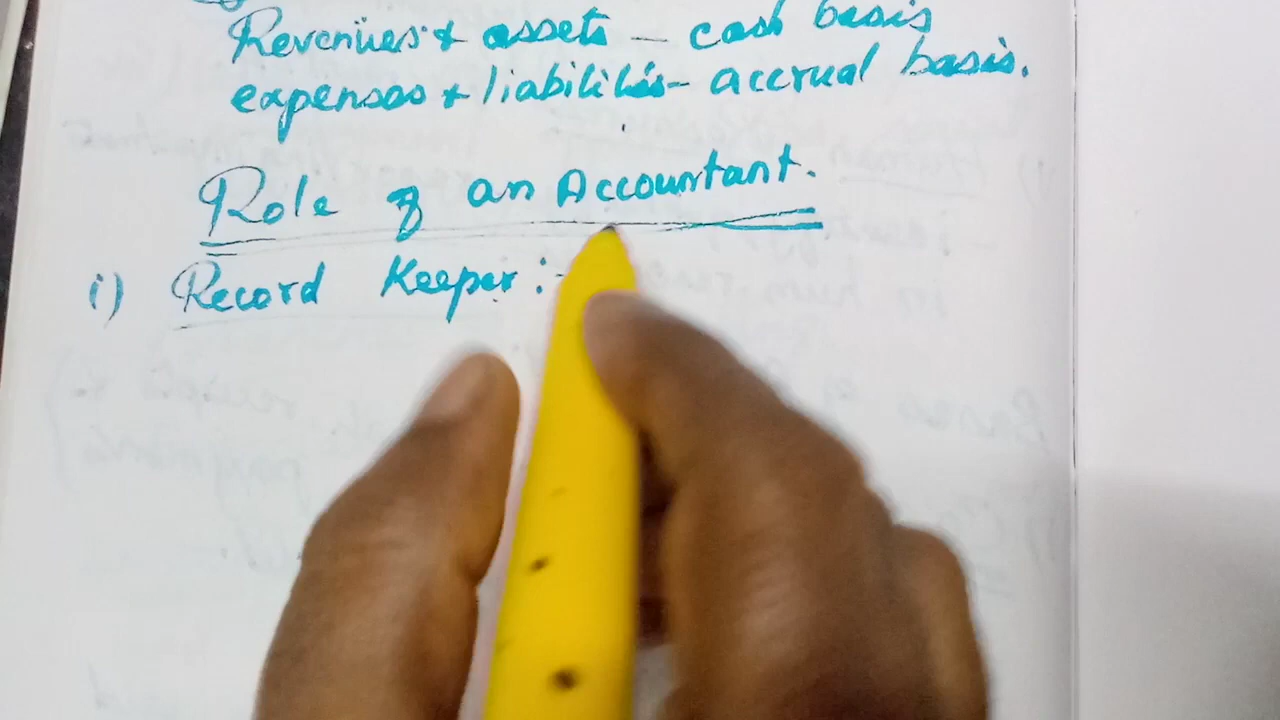 Revenues + assets - cash basis
expenses + liabilities - accrual basis.
Role of an Accountant.
i) Record Keeper :-